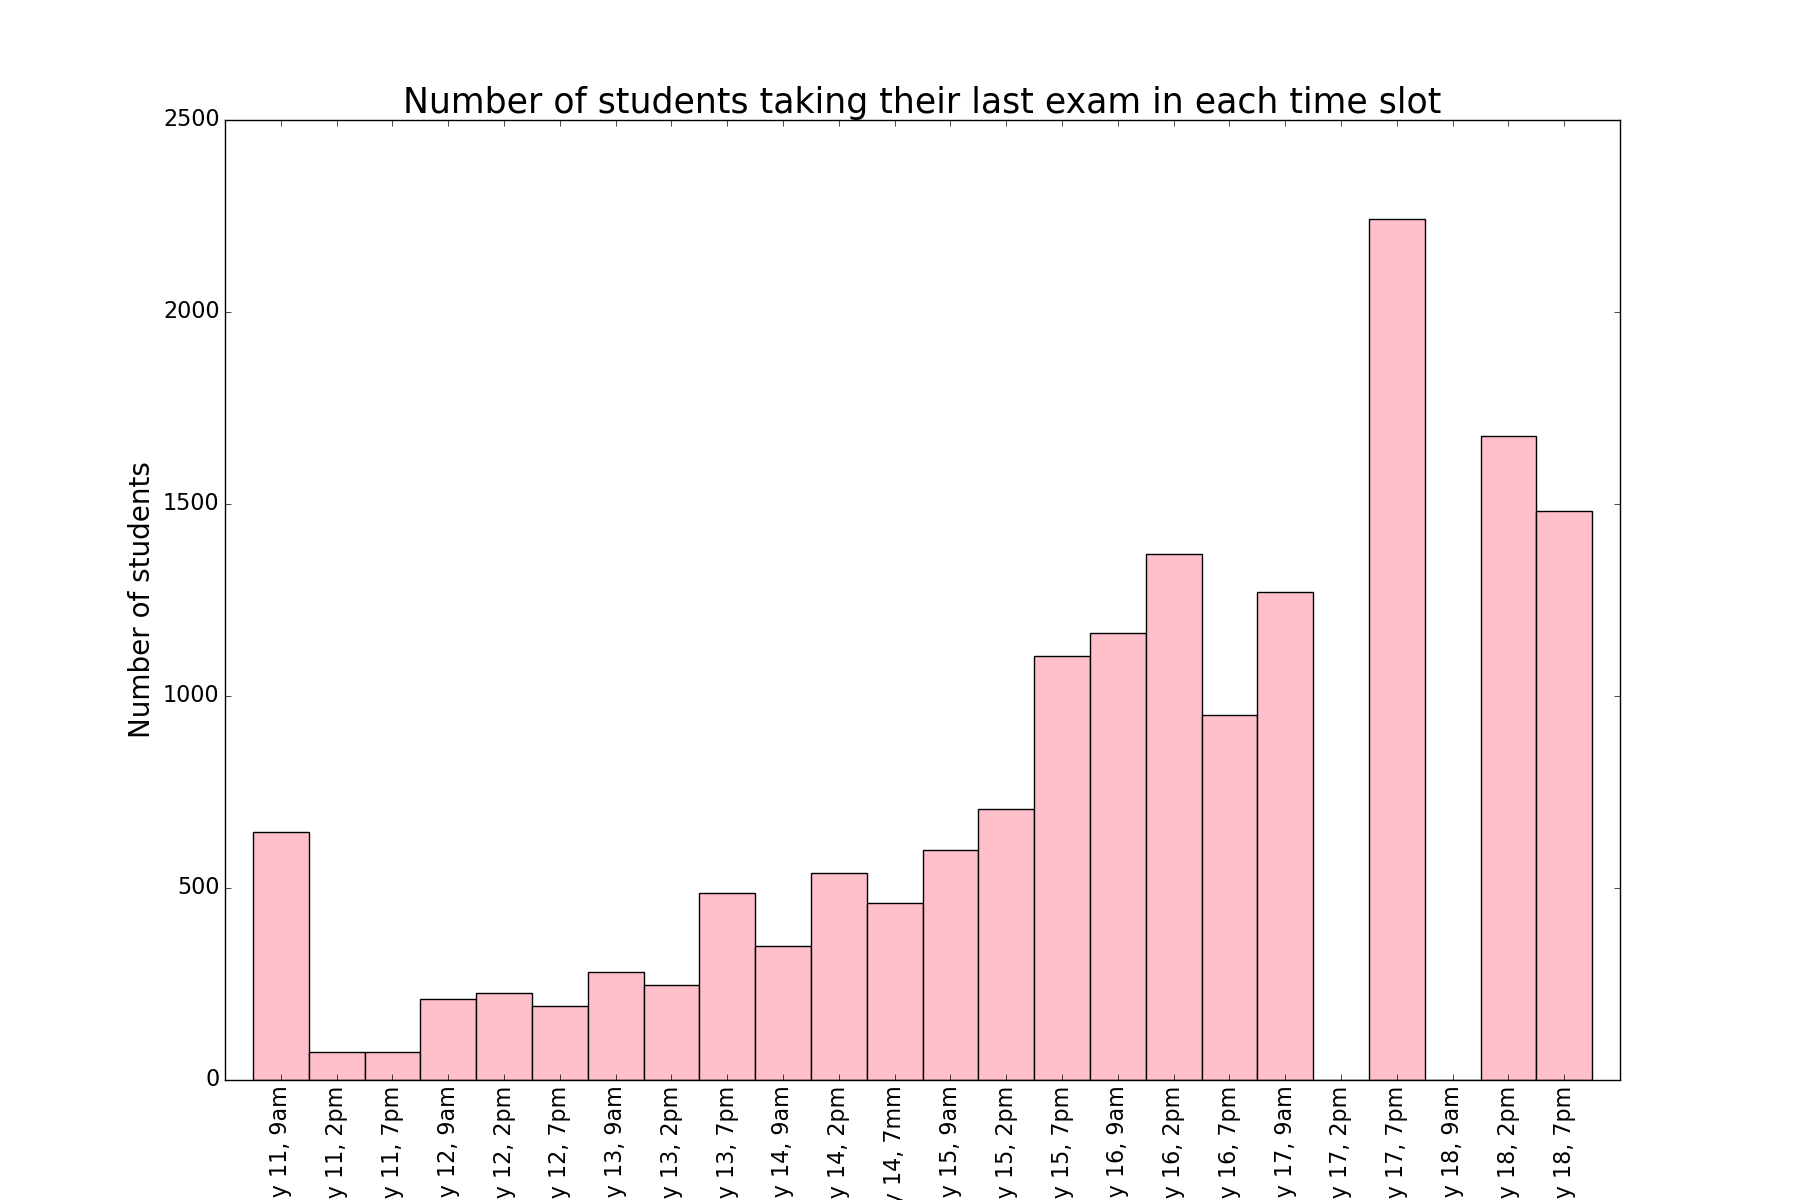 Number of students taking their last exam in each time slot
Number of students
2500
2000
1500
1000
500
0
y 11, 9am
y 11, 2pm
y 11, 7pm
y 12, 9am
y 12, 2pm
y 12, 7pm
y 13, 9am
y 13, 2pm
y 13, 7pm
y 14, 9am
y 14, 2pm
y 14, 7mm
y 15, 9am
y 15, 2pm
y 15, 7pm
y 16, 9am
y 16, 2pm
y 16, 7pm
y 17, 9am
y 17, 2pm
y 17, 7pm
y 18, 9am
y 18, 2pm
y 18, 7pm